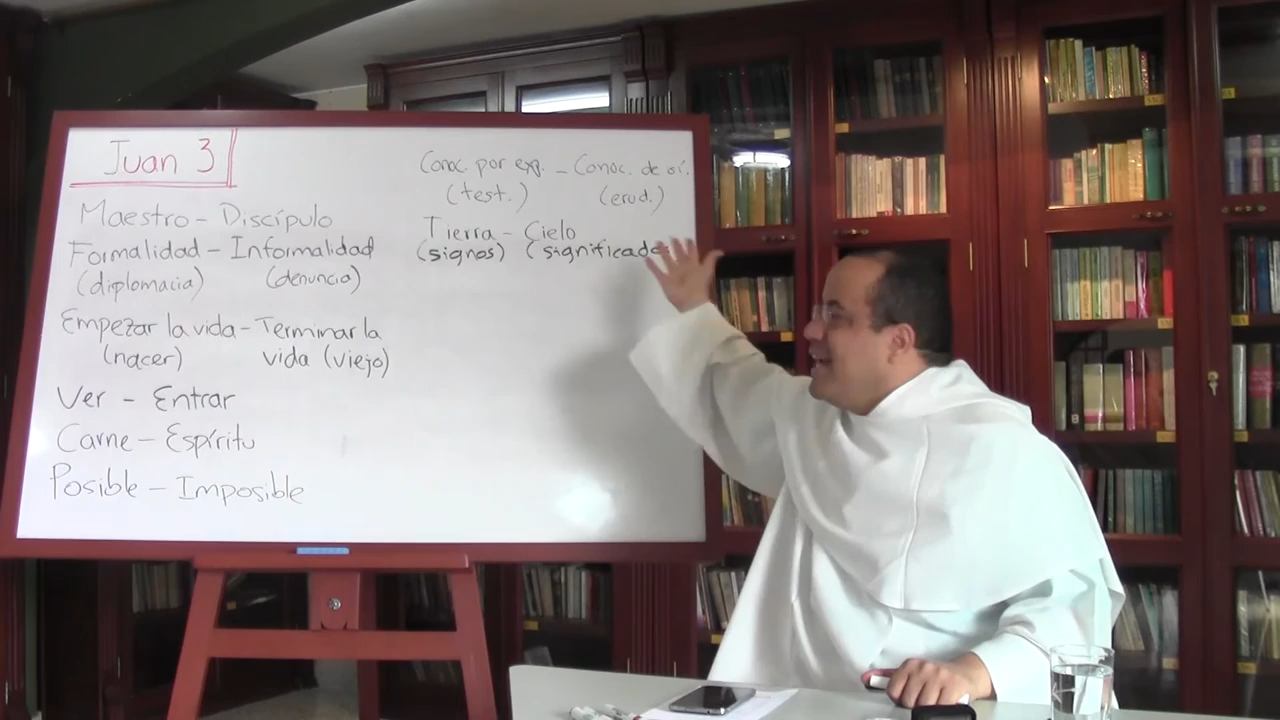 Juan 3
Maestro - Discípulo
Formalidad - Informalidad
(diplomacia) (denuncia)
Empezar la vida - Terminar la
(nacer) vida (viejo)
Ver - Entrar
Carne - Espíritu
Posible - Imposible
Conoc. por exp. - Conoc. de oí.
(test.) (erud.)
Tierra - Cielo
(signos) (significado